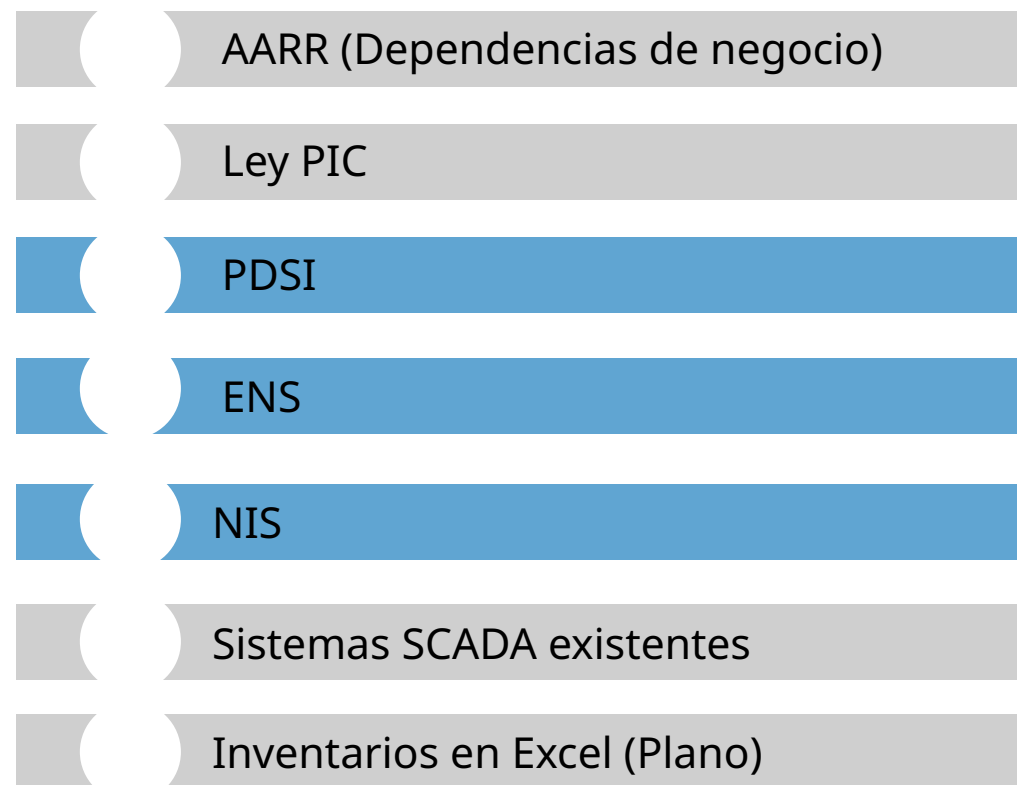 AARR (Dependencias de negocio)
Ley PIC
PDSI
ENS
NIS
Sistemas SCADA existentes
Inventarios en Excel (Plano)